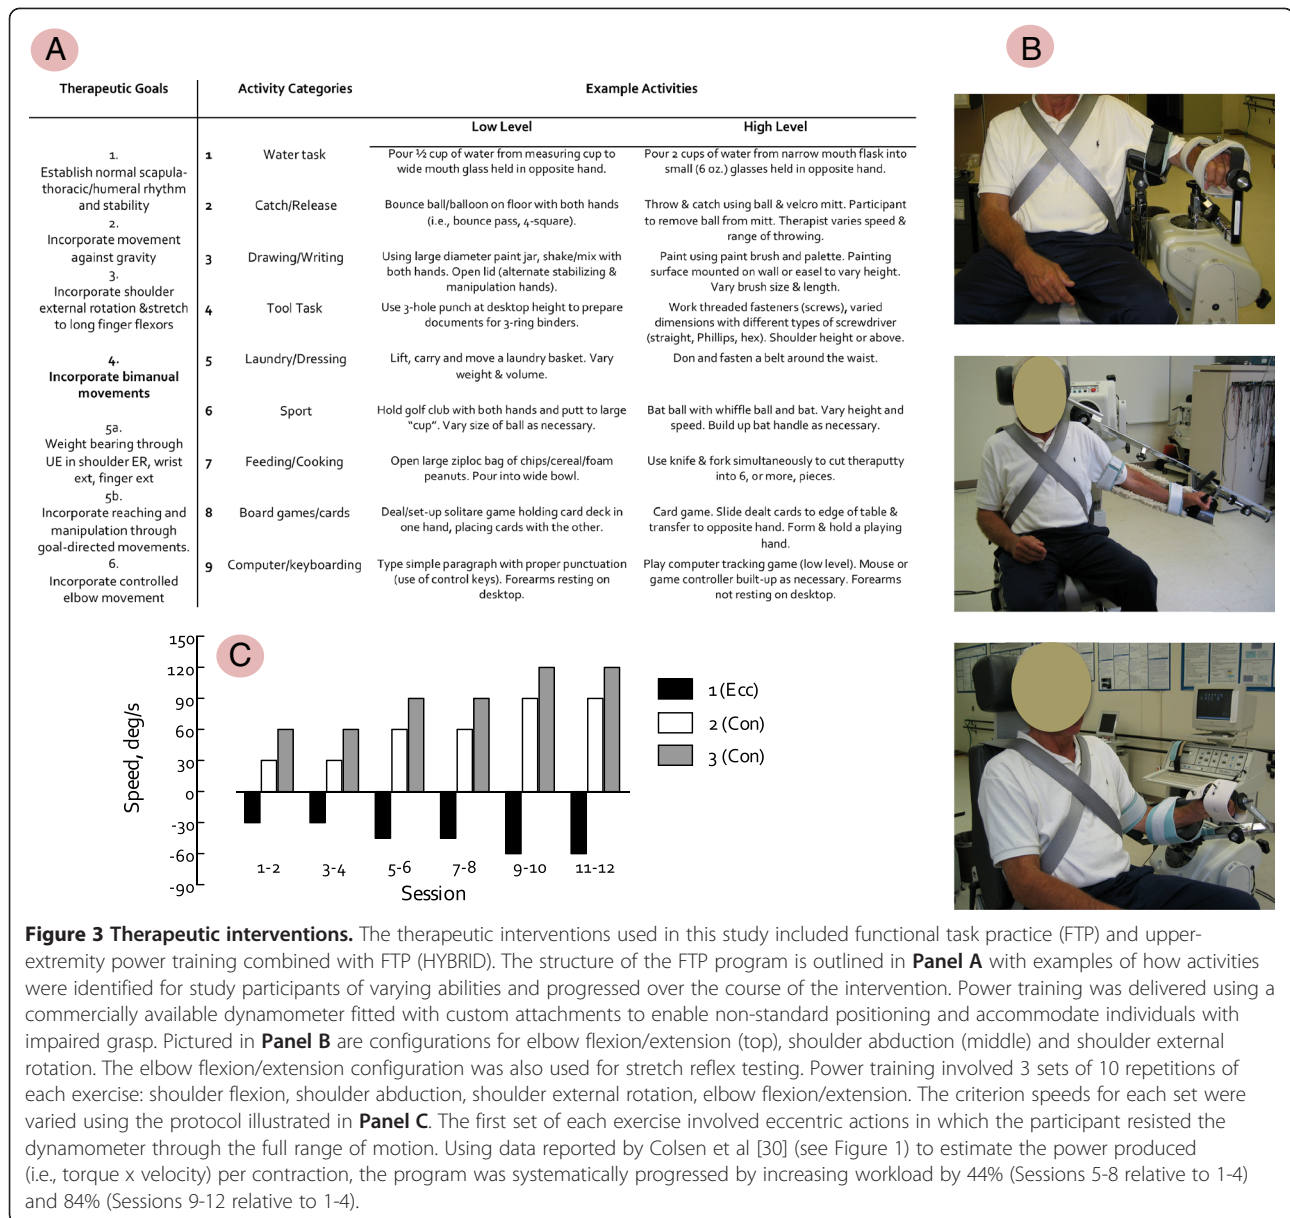 A
B
Therapeutic Goals
Activity Categories
Example Activities
Low Level
High Level
1.
Establish normal scapula-
thoracic/humeral rhythm
and stability
2.
Incorporate movement
against gravity
3.
Incorporate shoulder
external rotation &stretch
to long finger flexors
4.
Incorporate bimanual
movements
5a.
Weight bearing through
UE in shoulder ER, wrist
ext, finger ext
5b.
Incorporate reaching and
manipulation through
goal-directed movements.
6.
Incorporate controlled
elbow movement
1 Water task
Pour ½ cup of water from measuring cup to
wide mouth glass held in opposite hand.
Pour 2 cups of water from narrow mouth flask into
small (6 oz.) glasses held in opposite hand.
2 Catch/Release
Bounce ball/balloon on floor with both hands
(i.e., bounce pass, 4-square).
Throw & catch using ball & velcro mitt. Participant
to remove ball from mitt. Therapist varies speed &
range of throwing.
3 Drawing/Writing
Using large diameter paint jar, shake/mix with
both hands. Open lid (alternate stabilizing &
manipulation hands).
Paint using paint brush and palette. Painting
surface mounted on wall or easel to vary height.
Vary brush size & length.
4 Tool Task
Use 3-hole punch at desktop height to prepare
documents for 3-ring binders.
Work threaded fasteners (screws), varied
dimensions with different types of screwdriver
(straight, Phillips, hex). Shoulder height or above.
5 Laundry/Dressing
Lift, carry and move a laundry basket. Vary
weight & volume.
Don and fasten a belt around the waist.
6 Sport
Hold golf club with both hands and putt to large
"cup". Vary size of ball as necessary.
Bat ball with whiffle ball and bat. Vary height and
speed. Build up bat handle as necessary.
7 Feeding/Cooking
Open large ziploc bag of chips/cereal/foam
peanuts. Pour into wide bowl.
Use knife & fork simultaneously to cut theraputty
into 6, or more, pieces.
8 Board games/cards
Deal/set-up solitare game holding card deck in
one hand, placing cards with the other.
Card game. Slide dealt cards to edge of table &
transfer to opposite hand. Form & hold a playing
hand.
9 Computer/keyboarding
Type simple paragraph with proper punctuation
(use of control keys). Forearms resting on
desktop.
Play computer tracking game (low level). Mouse or
game controller built-up as necessary. Forearms
not resting on desktop.
C
Speed, deg/s
150
120
90
60
30
0
-30
-60
-90
1-2 3-4 5-6 7-8 9-10 11-12
Session
1 (Ecc)
2 (Con)
3 (Con)
Figure 3 Therapeutic interventions. The therapeutic interventions used in this study included functional task practice (FTP) and upper-
extremity power training combined with FTP (HYBRID). The structure of the FTP program is outlined in Panel A with examples of how activities
were identified for study participants of varying abilities and progressed over the course of the intervention. Power training was delivered using a
commercially available dynamometer fitted with custom attachments to enable non-standard positioning and accommodate individuals with
impaired grasp. Pictured in Panel B are configurations for elbow flexion/extension (top), shoulder abduction (middle) and shoulder external
rotation. The elbow flexion/extension configuration was also used for stretch reflex testing. Power training involved 3 sets of 10 repetitions of
each exercise: shoulder flexion, shoulder abduction, shoulder external rotation, elbow flexion/extension. The criterion speeds for each set were
varied using the protocol illustrated in Panel C. The first set of each exercise involved eccentric actions in which the participant resisted the
dynamometer through the full range of motion. Using data reported by Colsen et al [30] (see Figure 1) to estimate the power produced
(i.e., torque x velocity) per contraction, the program was systematically progressed by increasing workload by 44% (Sessions 5-8 relative to 1-4)
and 84% (Sessions 9-12 relative to 1-4).